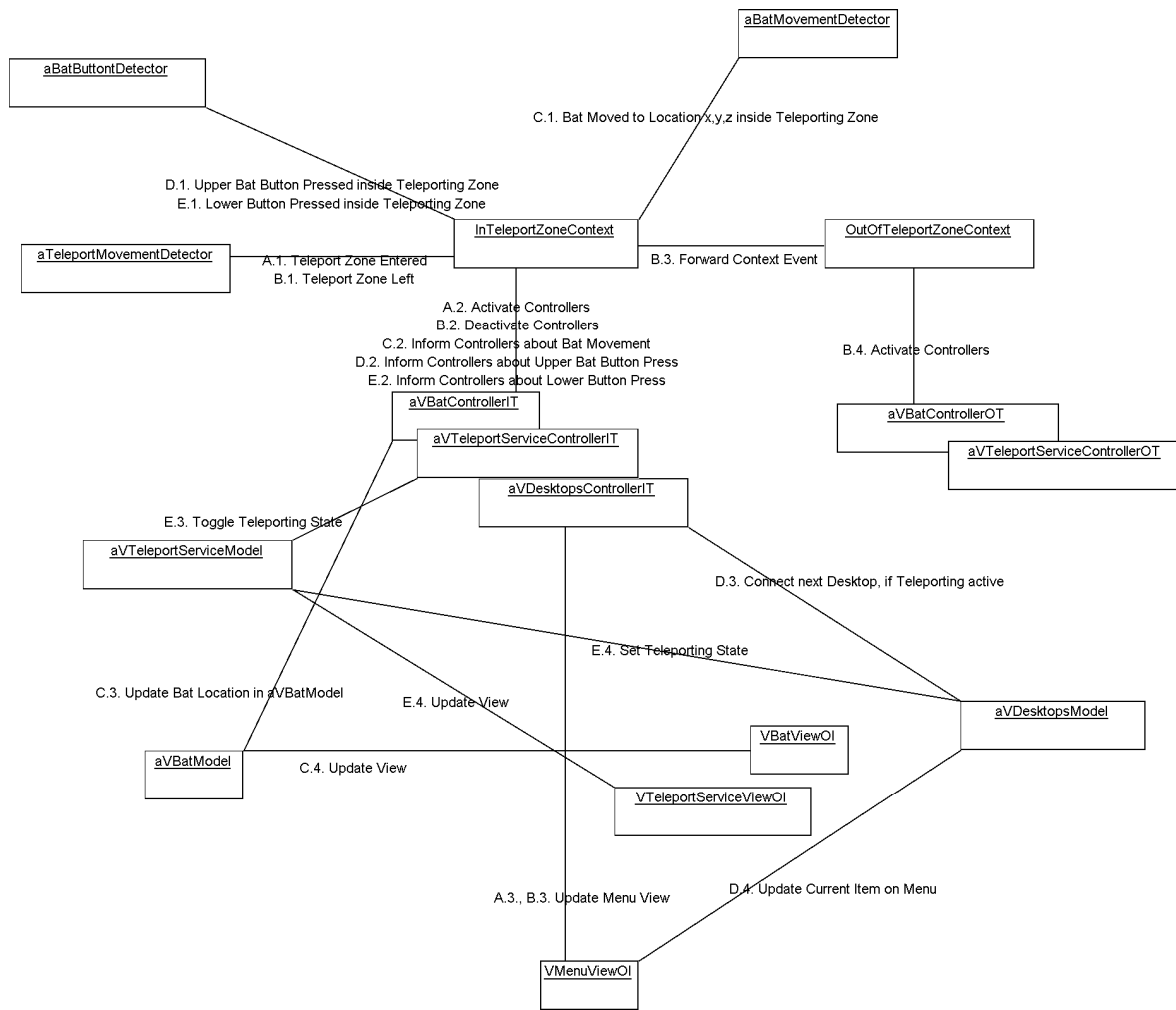 aBatMovementDetector
aBatButtontDetector
C.1. Bat Moved to Location x,y,z inside Teleporting Zone
D.1. Upper Bat Button Pressed inside Teleporting Zone
E.1. Lower Button Pressed inside Teleporting Zone
InTeleportZoneContext
OutOfTeleportZoneContext
aTeleportMovementDetector
A.1. Teleport Zone Entered
B.1. Teleport Zone Left
B.3. Forward Context Event
A.2. Activate Controllers
B.2. Deactivate Controllers
C.2. Inform Controllers about Bat Movement
D.2. Inform Controllers about Upper Bat Button Press
E.2. Inform Controllers about Lower Button Press
B.4. Activate Controllers
aVBatControllerIT
aVBatControllerOT
aVTeleportServiceControllerIT
aVTeleportServiceControllerOT
aVDesktopsControllerIT
E.3. Toggle Teleporting State
aVTeleportServiceModel
D.3. Connect next Desktop, if Teleporting active
E.4. Set Teleporting State
C.3. Update Bat Location in aVBatModel
E.4. Update View
aVDesktopsModel
VBatViewOI
aVBatModel
C.4. Update View
VTeleportServiceViewOI
D.4. Update Current Item on Menu
A.3., B.3. Update Menu View
VMenuViewOI